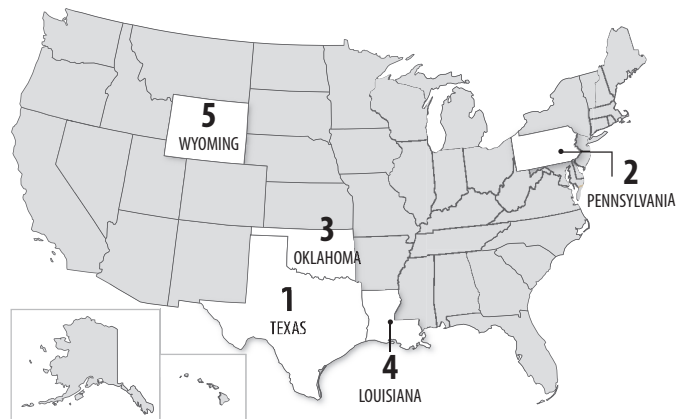 5
WYOMING
2
PENNSYLVANIA
3
OKLAHOMA
1
TEXAS
4
LOUISIANA